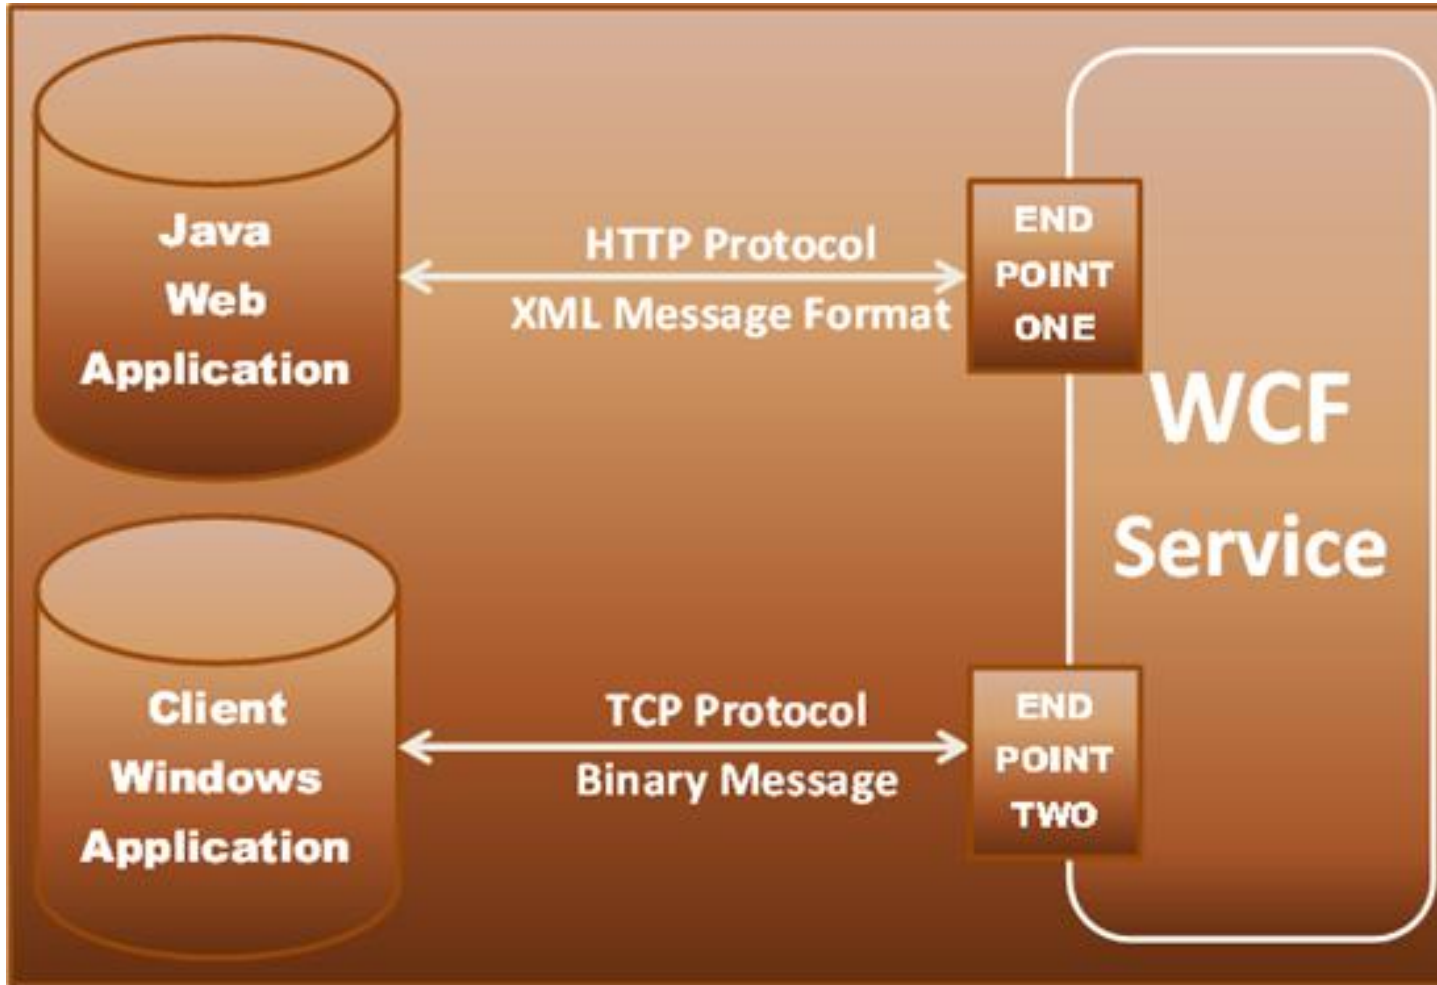 Java
Web
Application
HTTP Protocol
XML Message Format
END
POINT
ONE
WCF
Service
Client
Windows
Application
TCP Protocol
Binary Message
END
POINT
TWO